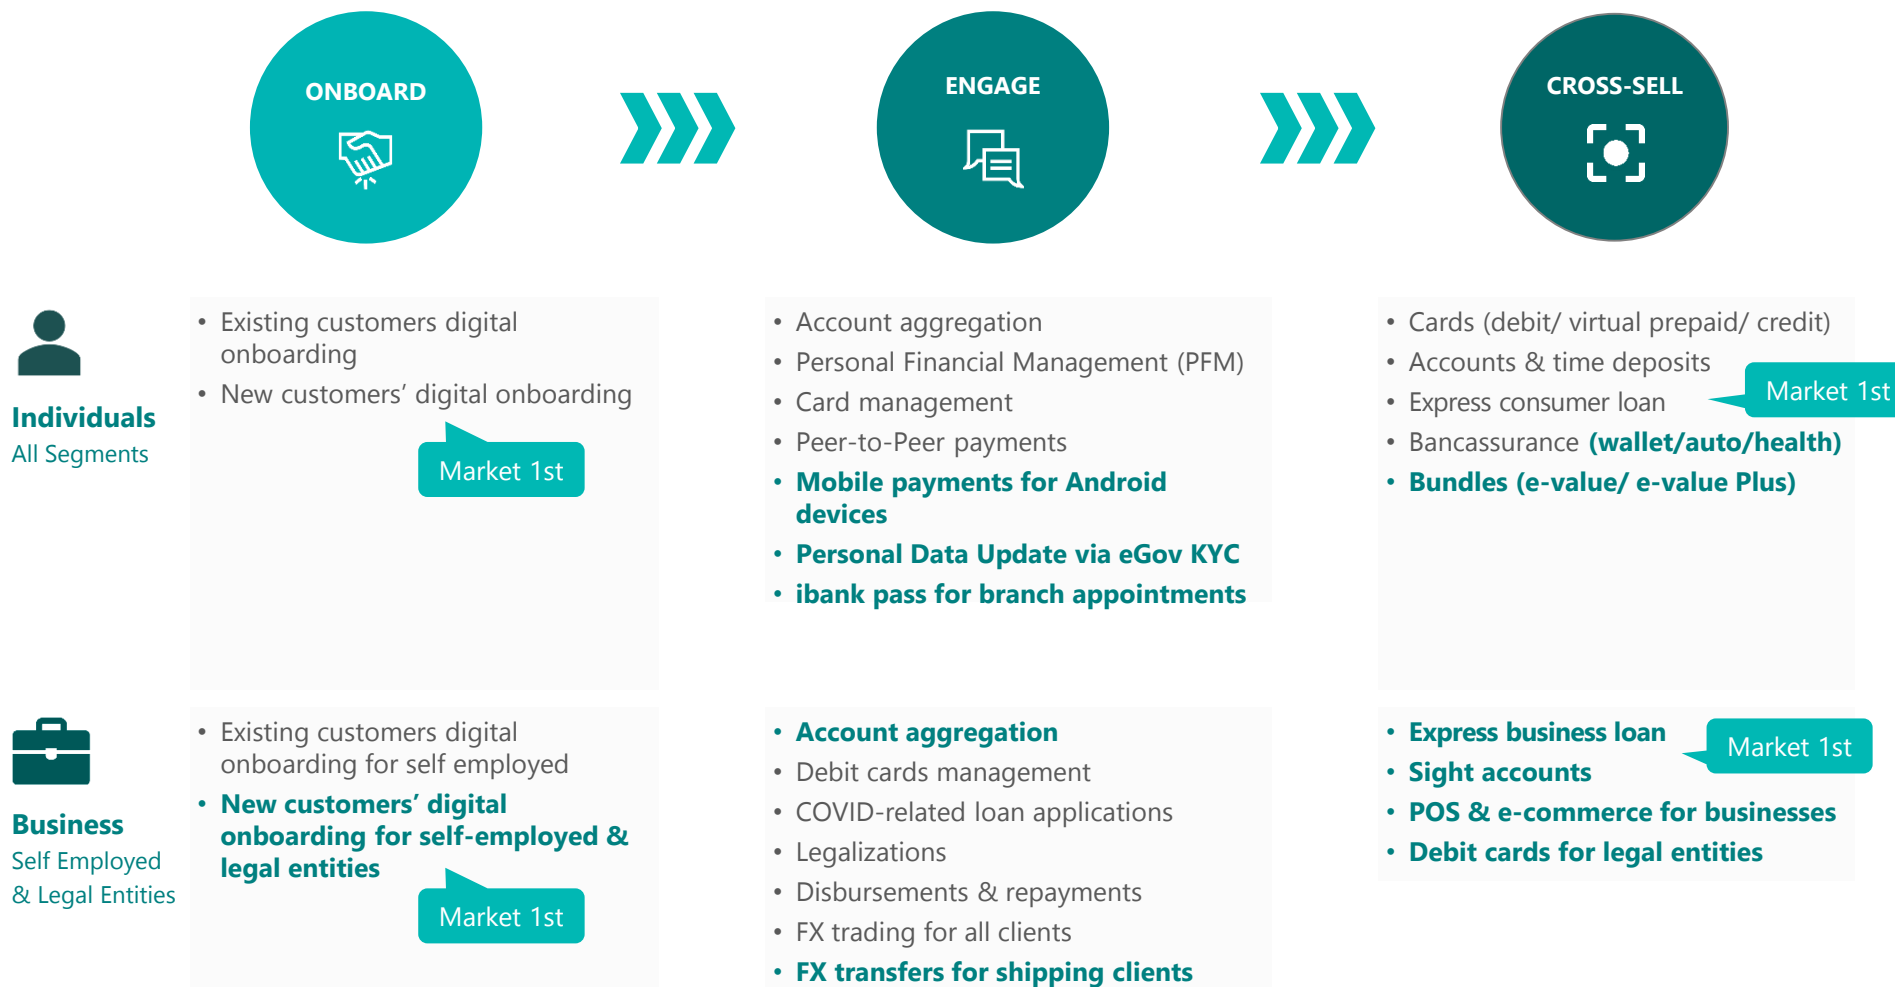 ONBOARD
ENGAGE
CROSS-SELL
Individuals
All Segments
• Existing customers digital
onboarding
• New customers’ digital onboarding
Market 1st
• Account aggregation
• Personal Financial Management (PFM)
• Card management
• Peer-to-Peer payments
• Mobile payments for Android
devices
• Personal Data Update via eGov KYC
• ibank pass for branch appointments
• Cards (debit/ virtual prepaid/ credit)
• Accounts & time deposits
• Express consumer loan
Market 1st
• Bancassurance (wallet/auto/health)
• Bundles (e-value/ e-value Plus)
Business
Self Employed
& Legal Entities
• Existing customers digital
onboarding for self employed
• New customers’ digital
onboarding for self-employed &
legal entities
Market 1st
• Account aggregation
• Debit cards management
• COVID-related loan applications
• Legalizations
• Disbursements & repayments
• FX trading for all clients
• FX transfers for shipping clients
• Express business loan
Market 1st
• Sight accounts
• POS & e-commerce for businesses
• Debit cards for legal entities